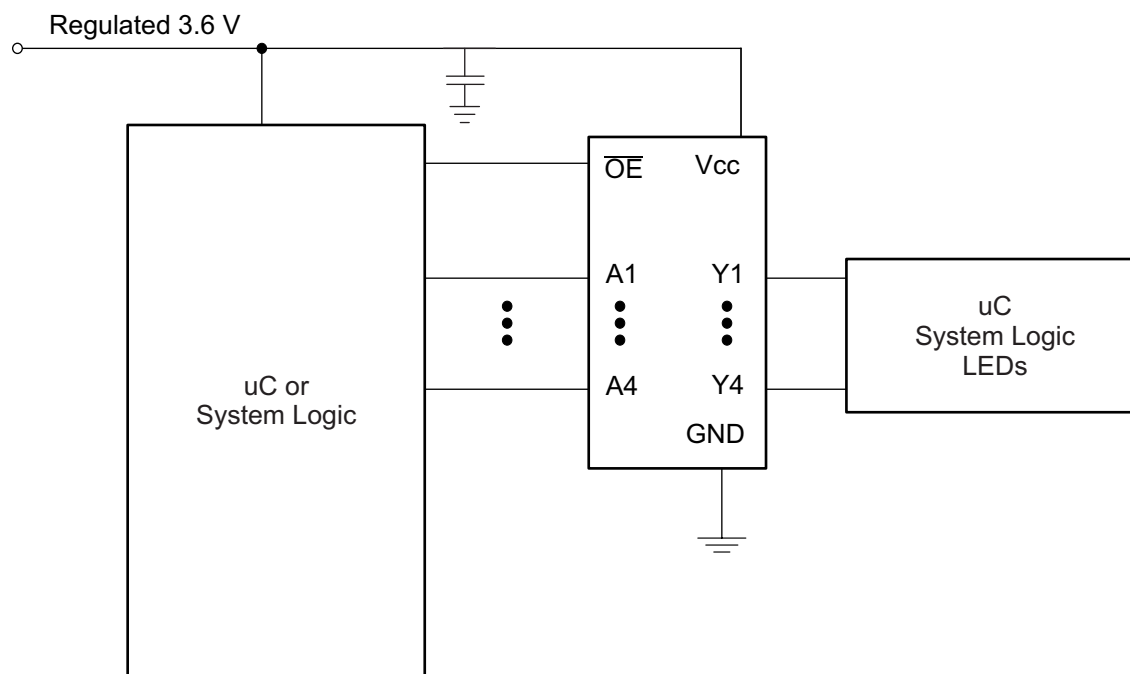 Regulated 3.6 V
OE Vcc
A1 Y1
A4 Y4
GND
uC or
System Logic
uC
System Logic
LEDs